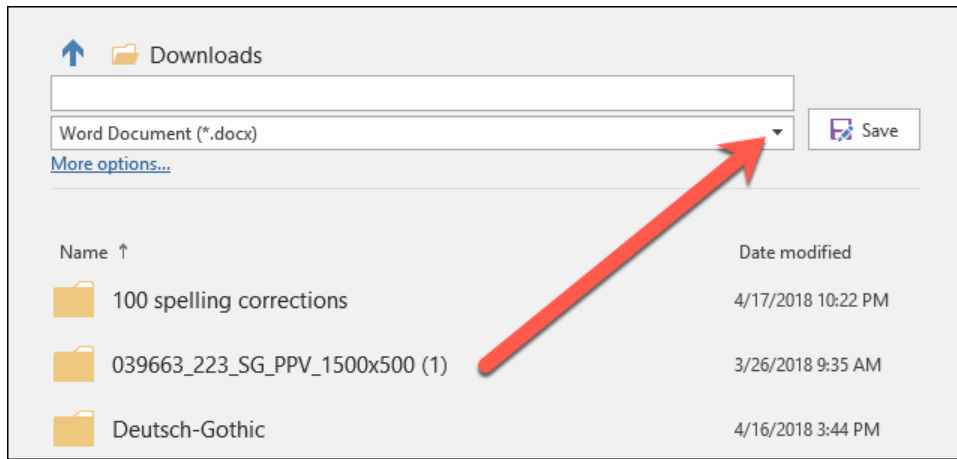 Downloads
Word Document (*.docx)
Save
More options...
Name ↑ Date modified
100 spelling corrections 4/17/2018 10:22 PM
039663_223_SG_PPV_1500x500 (1) 3/26/2018 9:35 AM
Deutsch-Gothic 4/16/2018 3:44 PM